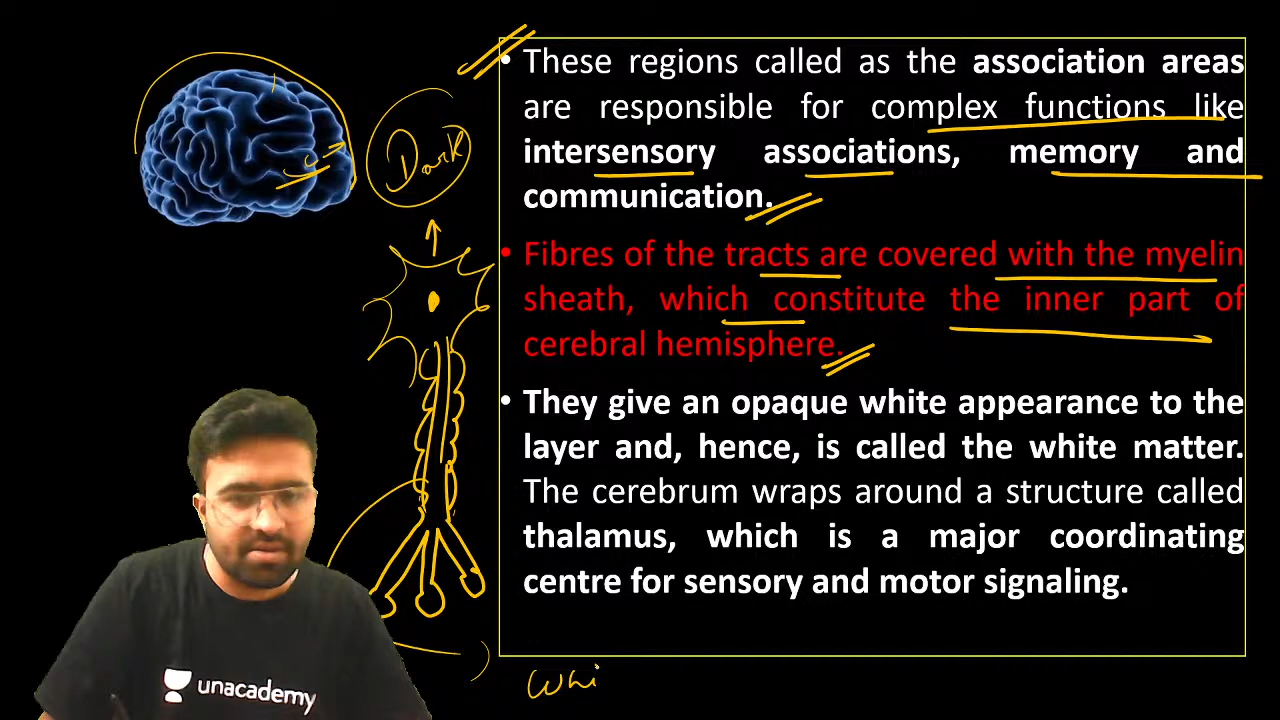 • These regions called as the association areas
are responsible for complex functions like
intersensory associations, memory and
communication.
• Fibres of the tracts are covered with the myelin
sheath, which constitute the inner part of
cerebral hemisphere.
• They give an opaque white appearance to the
layer and, hence, is called the white matter.
The cerebrum wraps around a structure called
thalamus, which is a major coordinating
centre for sensory and motor signaling.
Dark
Whi
unacademy